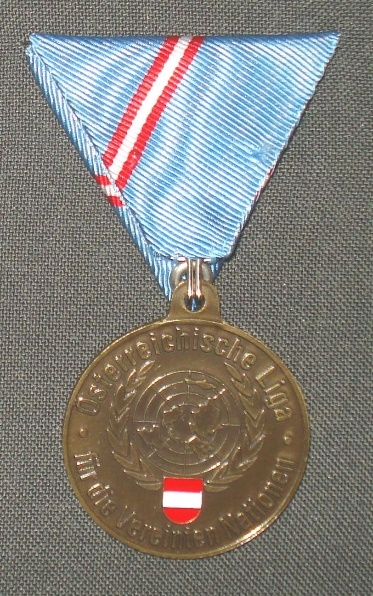 Österreichische Liga
für die Vereinten Nationen